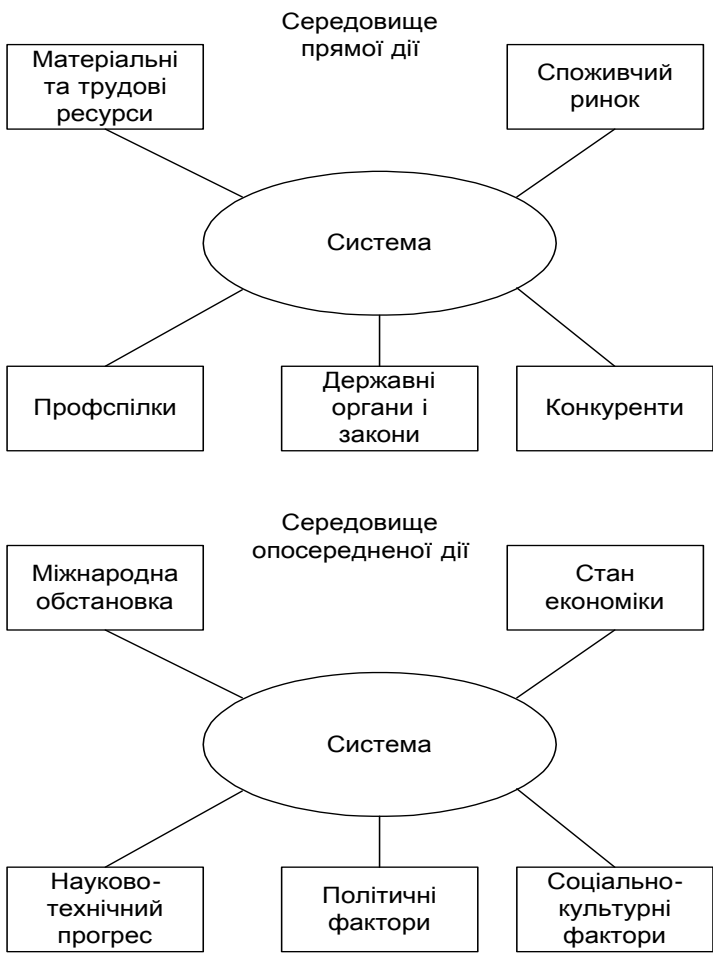 Середовище
прямої дії
Матеріальні
та трудові
ресурси
Споживчий
ринок
Система
Профспілки
Державні
органи і
закони
Конкуренти
Середовище
опосередненої дії
Міжнародна
обстановка
Стан
економіки
Система
Науково-
технічний
прогрес
Політичні
фактори
Соціально-
культурні
фактори